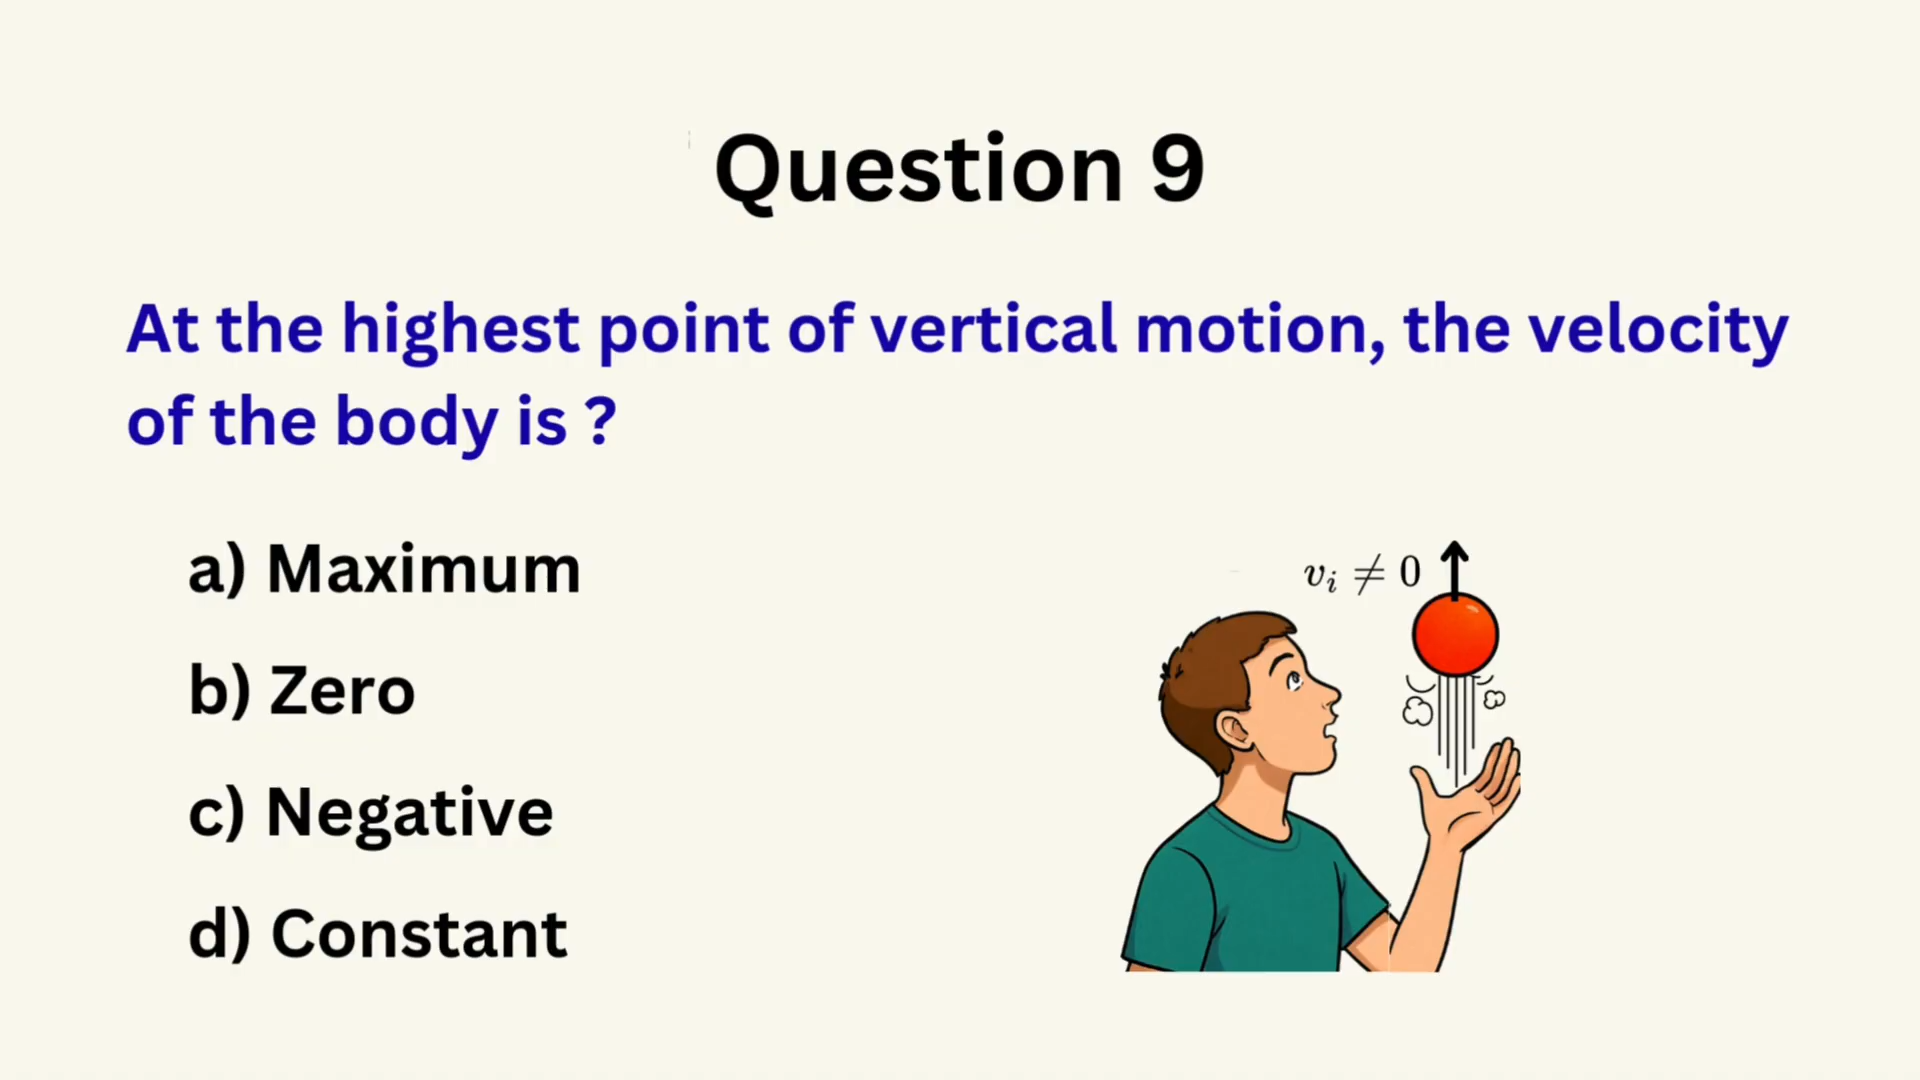 Question 9
At the highest point of vertical motion, the velocity
of the body is ?
a) Maximum
b) Zero
c) Negative
d) Constant
v_i ≠ 0